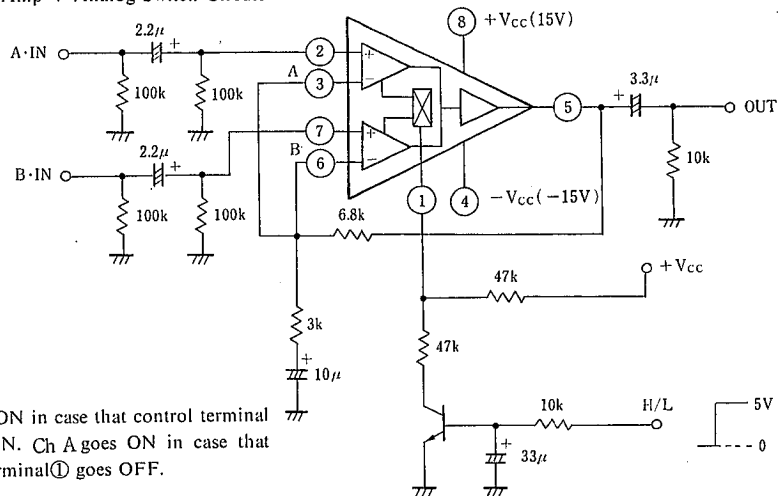 Amp + Analog Switch Circuit
2.2μ
+
8
+Vcc(15V)
A·IN
2
+
3.3μ
A
3
−
+
5
OUT
100k
100k
7
+
2.2μ
+
B
6
−
10k
B·IN
1
4
−Vcc(−15V)
100k
100k
6.8k
+Vcc
47k
3k
47k
+
10μ
ON in case that control terminal
N. Ch A goes ON in case that
rminal① goes OFF.
10k
H/L
5V
0
+
33μ